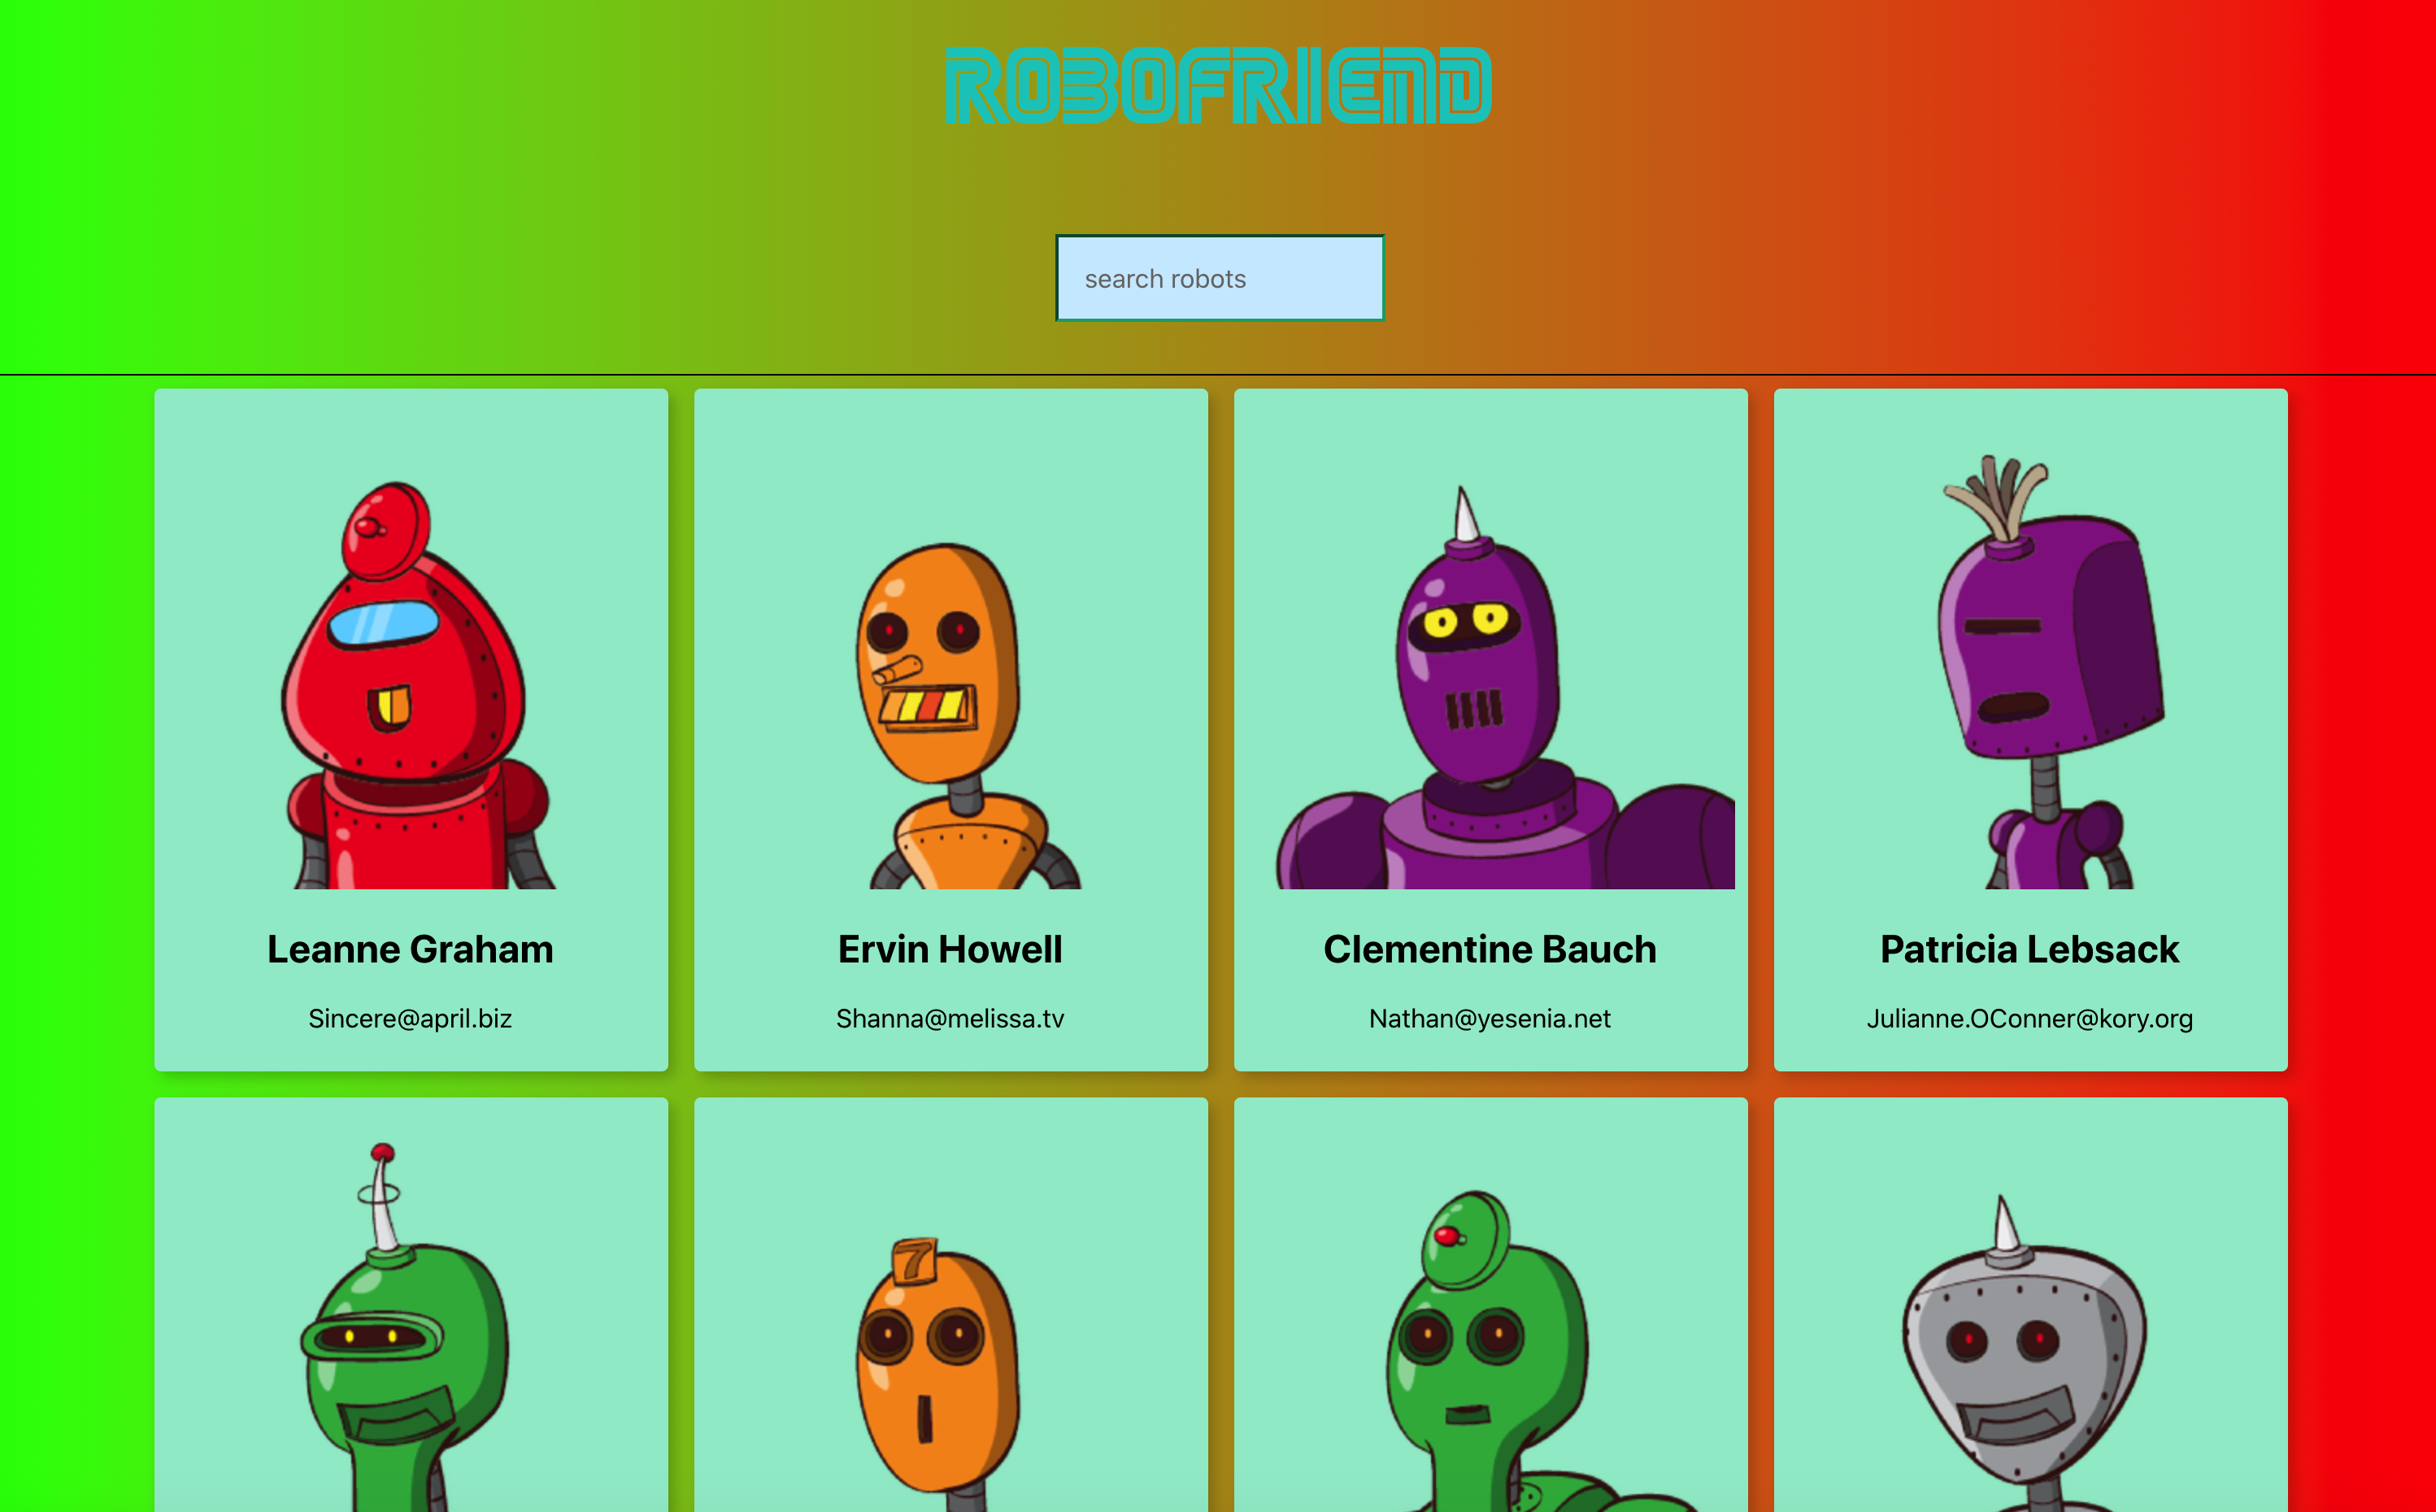 ROBOFRIEND
search robots
Leanne Graham
Sincere@april.biz
Ervin Howell
Shanna@melissa.tv
Clementine Bauch
Nathan@yesenia.net
Patricia Lebsack
Julianne.OConner@kory.org
7